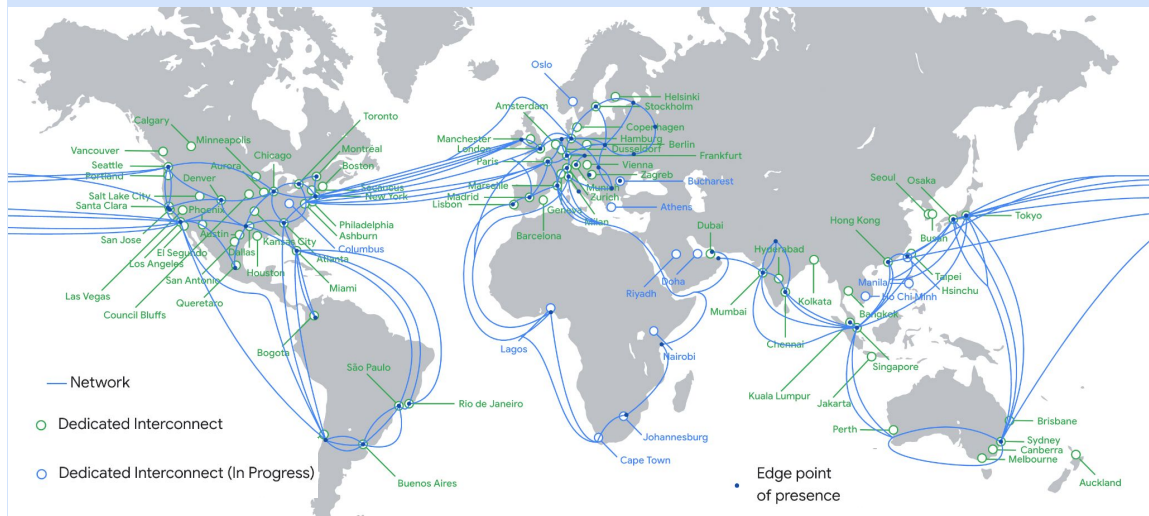 Oslo
Helsinki
Amsterdam
Stockholm
Calgary
Toronto
Minneapolis
Manchester
Copenhagen
Vancouver
Chicago
Montréal
London
Hamburg
Berlin
Seattle
Aurora
Boston
Paris
Dusseldorf
Frankfurt
Portland
Denver
Vienna
Zagreb
Seoul
Osaka
Salt Lake City
Secaucus
Marseille
Munich
Bucharest
Santa Clara
Phoenix
New York
Madrid
Zurich
Lisbon
Geneva
Athens
Tokyo
San Jose
Austin
Philadelphia
Milan
Dubai
Hong Kong
Busan
El Segundo
Kansas City
Ashburn
Barcelona
Hyderabad
Los Angeles
Dallas
Columbus
Atlanta
Doha
Taipei
San Antonio
Houston
Riyadh
Manila
Hsinchu
Las Vegas
Queretaro
Miami
Mumbai
Kolkata
Ho Chi Minh
Council Bluffs
Bangkok
Bogota
Lagos
Nairobi
Chennai
São Paulo
Singapore
Network
Rio de Janeiro
Kuala Lumpur
Jakarta
Dedicated Interconnect
Johannesburg
Perth
Brisbane
Sydney
Canberra
Melbourne
Dedicated Interconnect (In Progress)
Cape Town
Edge point
of presence
Buenos Aires
Auckland